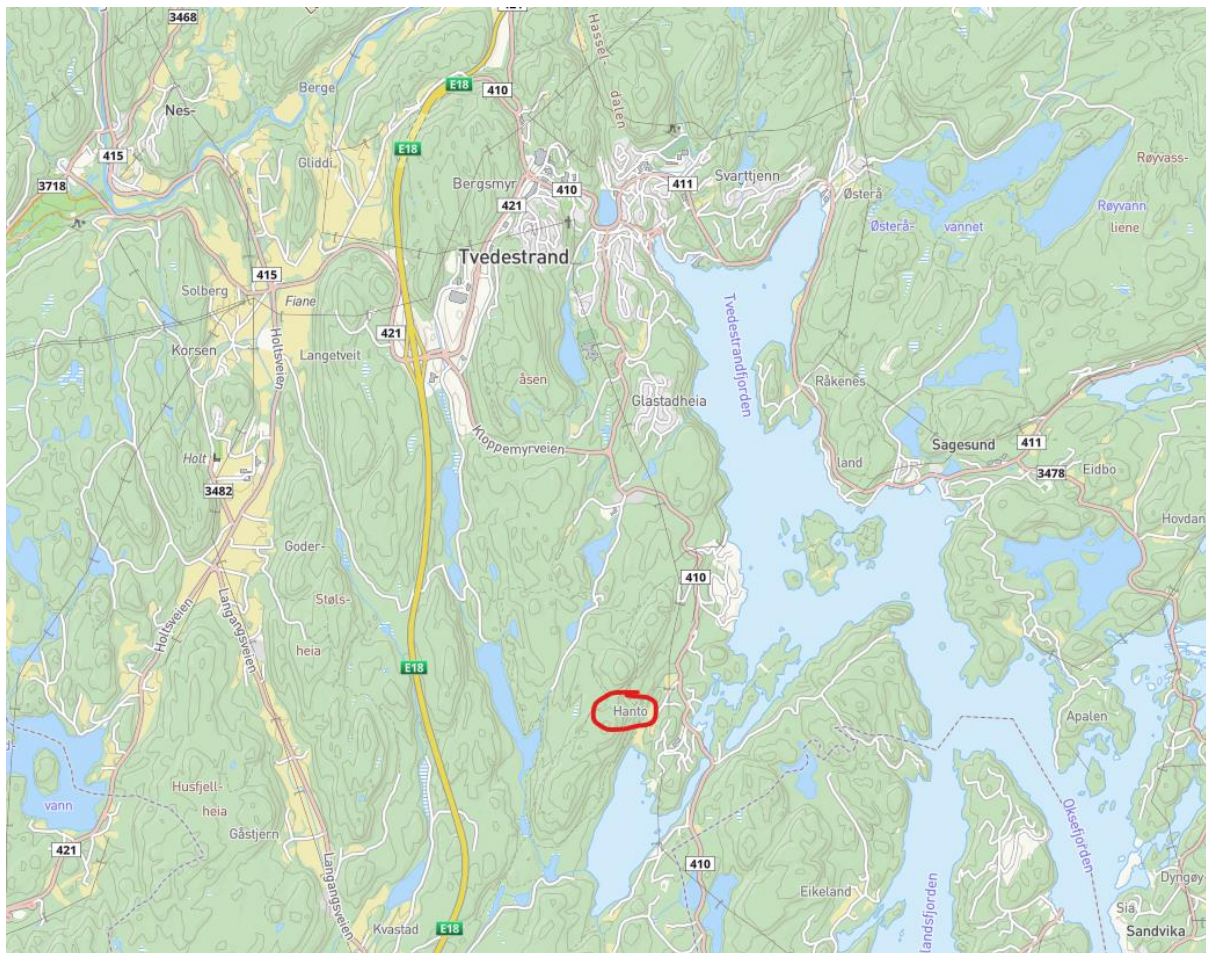 421
3468
Hassel-
dalen
E18
410
Berge
Nes-
E18
415
Gliddi
3718
Bergsmyr
410
411
Svarttjenn
421
Østerå
Østerå-
vannet
Røyvass-
Røyvann
liene
Tvedestrand
415
Solberg
Fiane
Holtsveien
421
Korsen
Langetveit
Tvedestrandfjorden
åsen
Råkenes
Glastadheia
Kloppemyrveien
Sagesund
411
Holt
land
3478
Eidbo
3482
Hovdan
Goder-
410
Støls-
heia
Holtsveien
Langangsveien
E18
Hanto
Apalen
d-
vann
Husfjell-
heia
Gåstjern
Oksefjorden
421
410
Langangsveien
Eikeland
landsfjorden
Dyngøy
Sia
Kvastad
E18
Sandvika